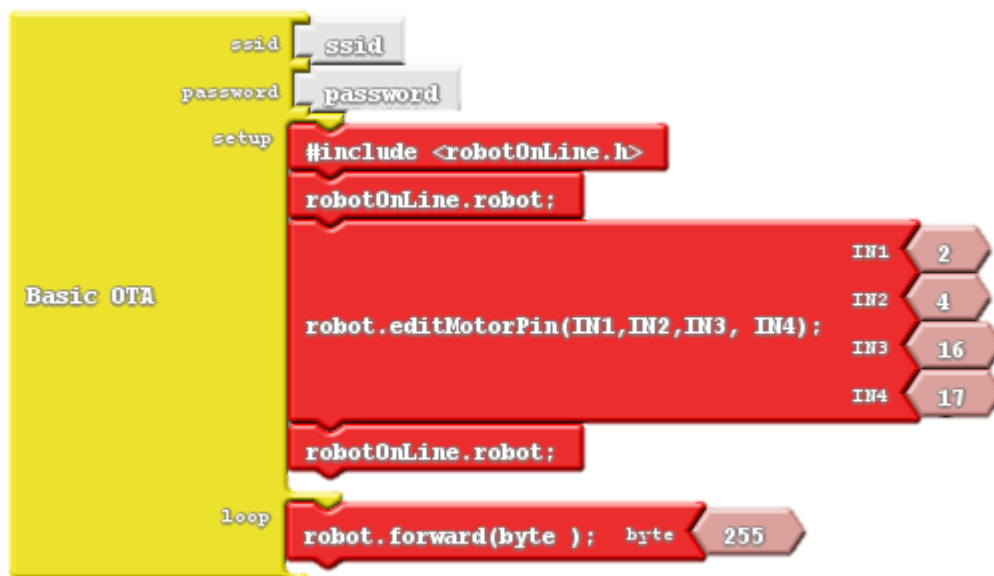 ssid ssid
password password
setup
#include <robotOnLine.h>
robotOnLine.robot;
Basic OTA
robot.editMotorPin(IN1,IN2,IN3, IN4);
IN1 2
IN2 4
IN3 16
IN4 17
robotOnLine.robot;
loop
robot.forward(byte ); byte 255